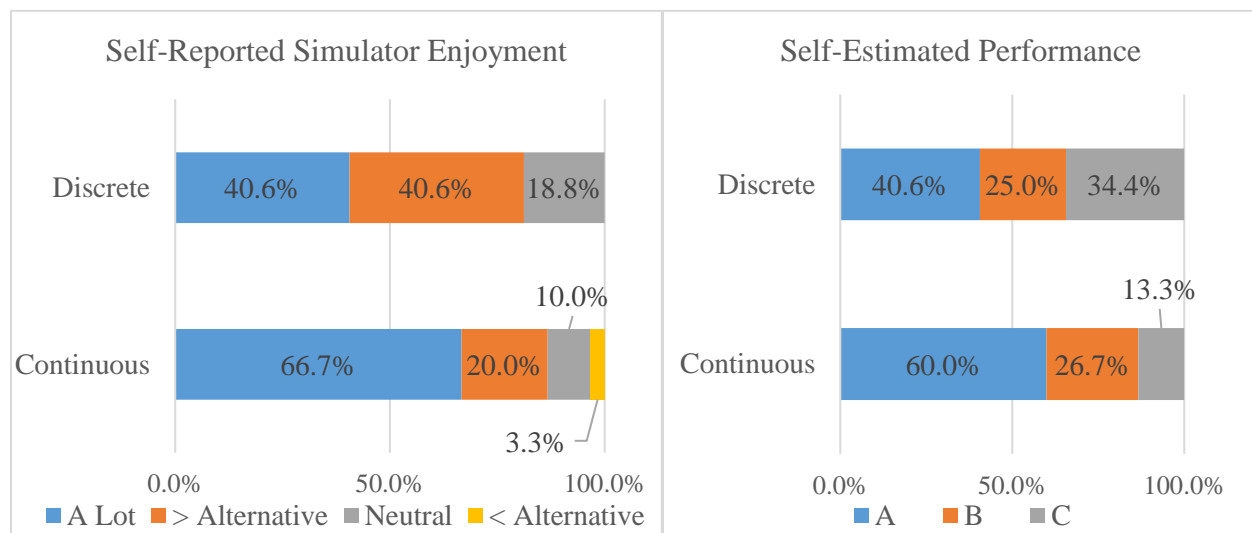 Self-Reported Simulator Enjoyment
Discrete
40.6% 40.6% 18.8%
10.0%
Continuous
66.7% 20.0%
3.3%
0.0% 50.0% 100.0%
A Lot > Alternative Neutral < Alternative
Self-Estimated Performance
Discrete
40.6% 25.0% 34.4%
13.3%
Continuous
60.0% 26.7%
0.0% 50.0% 100.0%
A B C